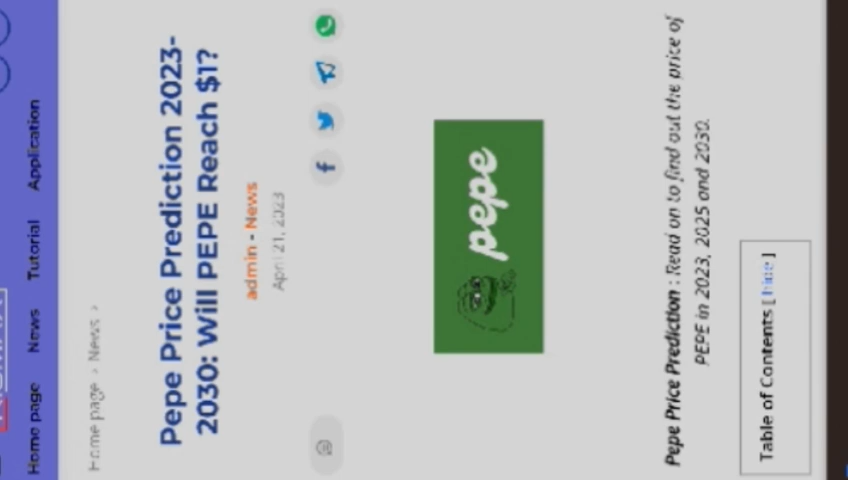 Home page News Tutorial Application
Home page > News >
Pepe Price Prediction 2023-
2030: Will PEPE Reach $1?
admin - News
April 21, 2023
pepe
Pepe Price Prediction : Read on to find out the price of
PEPE in 2023, 2025 and 2030.
Table of Contents [ hide ]